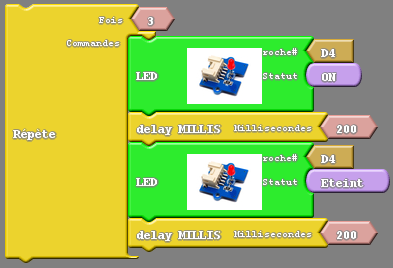 Fois 3
Commandes
roche# D4
LED
Statut ON
delay MILLIS Millisecondes 200
Répète
roche# D4
LED
Statut Eteint
delay MILLIS Millisecondes 200